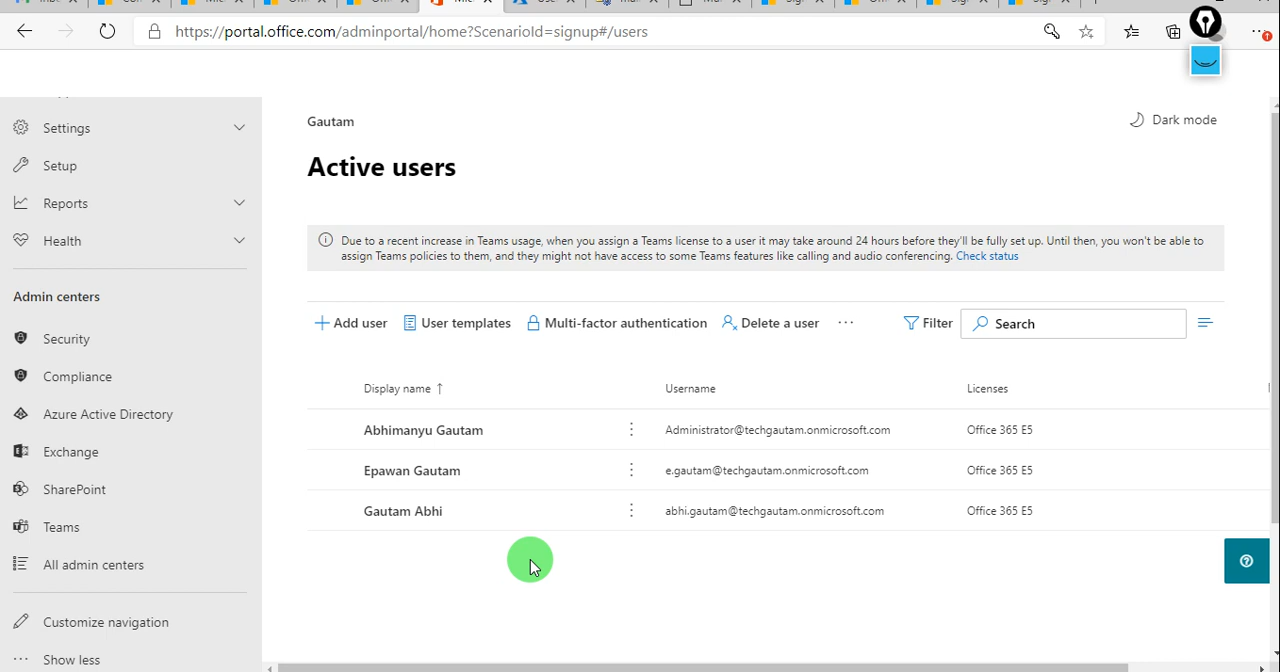 https://portal.office.com/adminportal/home?ScenarioId=signup#/users
Settings
Setup
Reports
Health
Admin centers
Security
Compliance
Azure Active Directory
Exchange
SharePoint
Teams
All admin centers
Customize navigation
Show less
Gautam
Dark mode
Active users
Due to a recent increase in Teams usage, when you assign a Teams license to a user it may take around 24 hours before they'll be fully set up. Until then, you won't be able to
assign Teams policies to them, and they might not have access to some Teams features like calling and audio conferencing. Check status
Add user User templates Multi-factor authentication Delete a user ... Filter Search
Display name ↑ Username Licenses
Abhimanyu Gautam Administrator@techgautam.onmicrosoft.com Office 365 E5
Epawan Gautam e.gautam@techgautam.onmicrosoft.com Office 365 E5
Gautam Abhi abhi.gautam@techgautam.onmicrosoft.com Office 365 E5